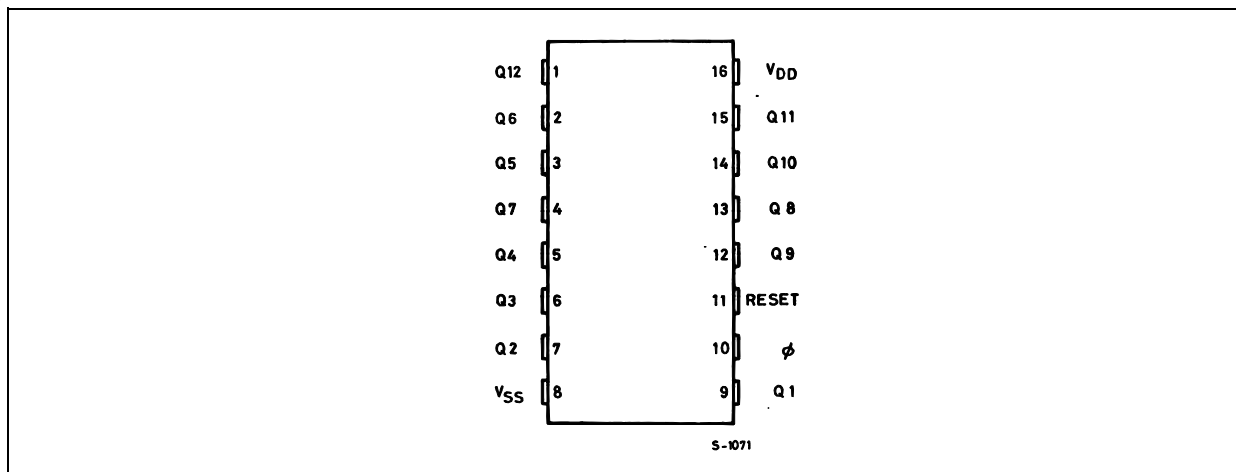 Q12 1 16 VDD
Q6 2 15 Q11
Q5 3 14 Q10
Q7 4 13 Q8
Q4 5 12 Q9
Q3 6 11 RESET
Q2 7 10 ϕ
VSS 8 9 Q1
S-1071